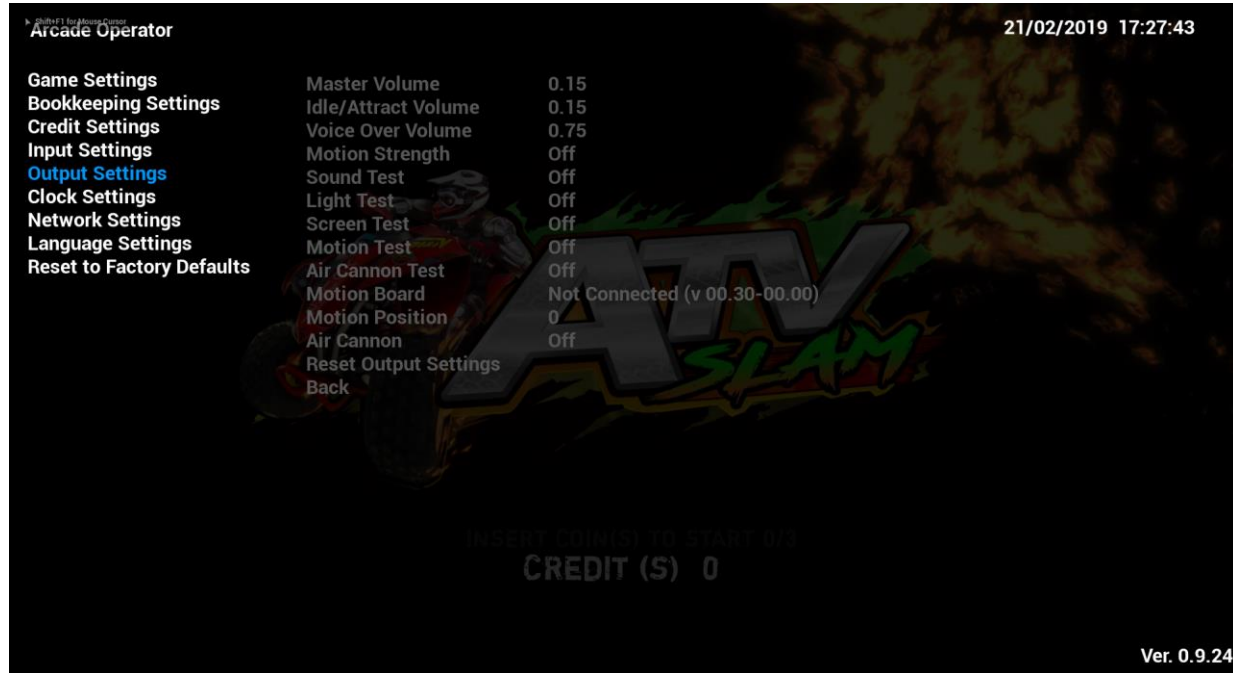 Shift+F1 for Mouse Cursor
Arcade Operator
21/02/2019 17:27:43
Game Settings
Bookkeeping Settings
Credit Settings
Input Settings
Output Settings
Clock Settings
Network Settings
Language Settings
Reset to Factory Defaults
Master Volume 0.15
Idle/Attract Volume 0.15
Voice Over Volume 0.75
Motion Strength Off
Sound Test Off
Light Test Off
Screen Test Off
Motion Test Off
Air Cannon Test Off
Motion Board Not Connected (v 00.30-00.00)
Motion Position 0
Air Cannon Off
Reset Output Settings
Back
ATV
SLAM
INSERT COIN(S) TO START 0/3
CREDIT (S) 0
Ver. 0.9.24